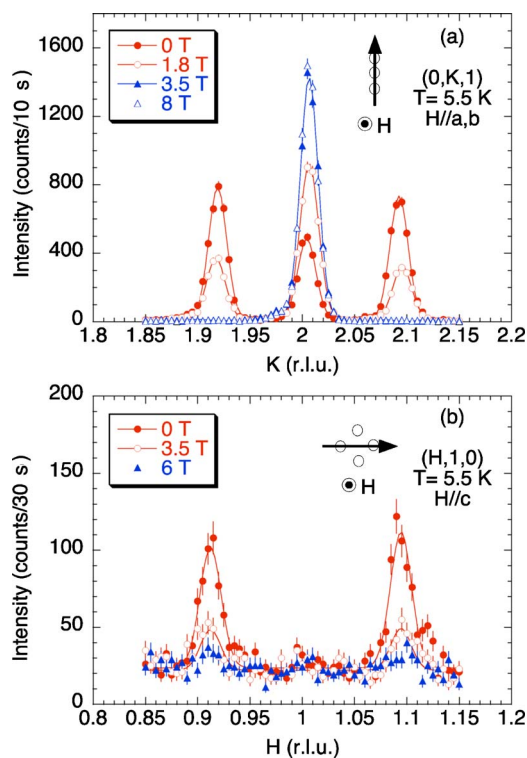 1600
1200
800
400
0
Intensity (counts/10 s)
0 T
1.8 T
3.5 T
8 T
(a)
(0,K,1)
T= 5.5 K
H//a,b
H
1.8 1.85 1.9 1.95 2 2.05 2.1 2.15 2.2
K (r.l.u.)
200
150
100
50
0
Intensity (counts/30 s)
0 T
3.5 T
6 T
(b)
(H,1,0)
T = 5.5 K
H//c
H
0.8 0.85 0.9 0.95 1 1.05 1.1 1.15 1.2
H (r.l.u.)